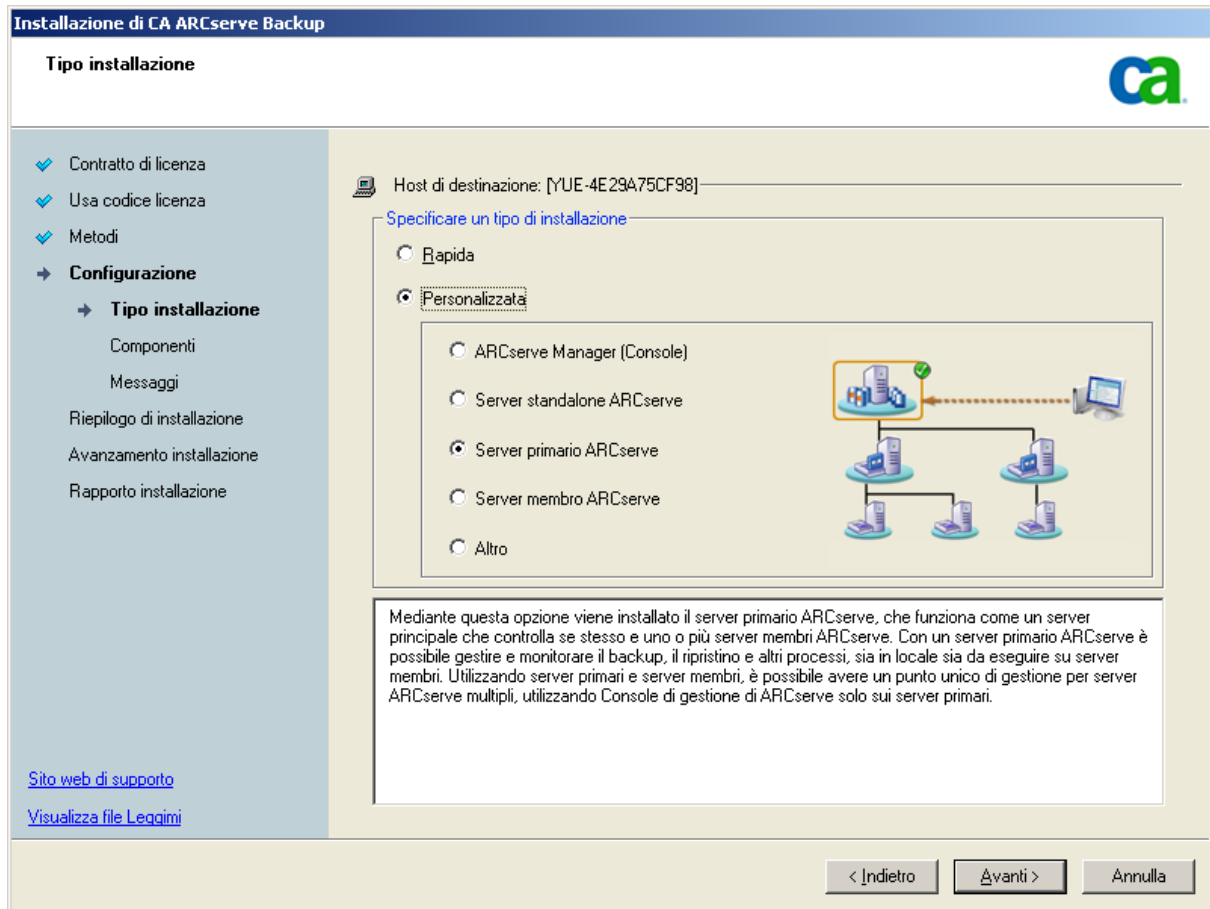 Installazione di CA ARCserve Backup
Tipo installazione
ca
Contratto di licenza
Usa codice licenza
Metodi
Configurazione
Tipo installazione
Componenti
Messaggi
Riepilogo di installazione
Avanzamento installazione
Rapporto installazione
Sito web di supporto
Visualizza file Leggimi
Host di destinazione: [YUE-4E29A75CF98]
Specificare un tipo di installazione
Rapida
Personalizzata
ARCserve Manager (Console)
Server standalone ARCserve
Server primario ARCserve
Server membro ARCserve
Altro
Mediante questa opzione viene installato il server primario ARCserve, che funziona come un server
principale che controlla se stesso e uno o più server membri ARCserve. Con un server primario ARCserve è
possibile gestire e monitorare il backup, il ripristino e altri processi, sia in locale sia da eseguire su server
membri. Utilizzando server primari e server membri, è possibile avere un punto unico di gestione per server
ARCserve multipli, utilizzando Console di gestione di ARCserve solo sui server primari.
< Indietro
Avanti >
Annulla